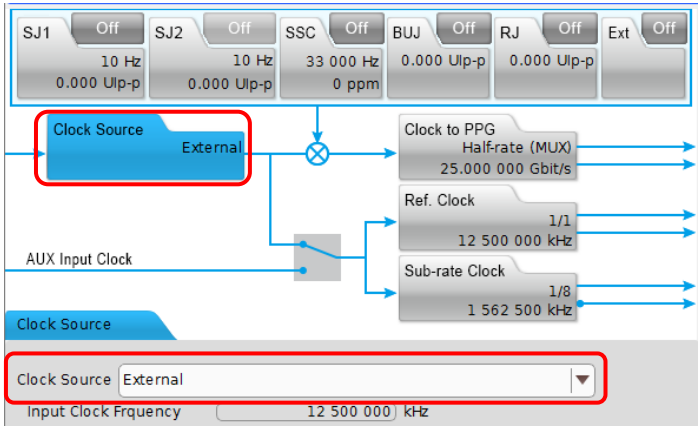 SJ1 Off SJ2 Off SSC Off BUJ Off RJ Off Ext Off
10 Hz 10 Hz 33 000 Hz 0.000 UIp-p 0.000 UIp-p
0.000 UIp-p 0.000 UIp-p 0 ppm
Clock Source
External
Clock to PPG
Half-rate (MUX)
25.000 000 Gbit/s
Ref. Clock
1/1
12 500 000 kHz
AUX Input Clock
Sub-rate Clock
1/8
1 562 500 kHz
Clock Source
Clock Source External
Input Clock Frquency 12 500 000 kHz